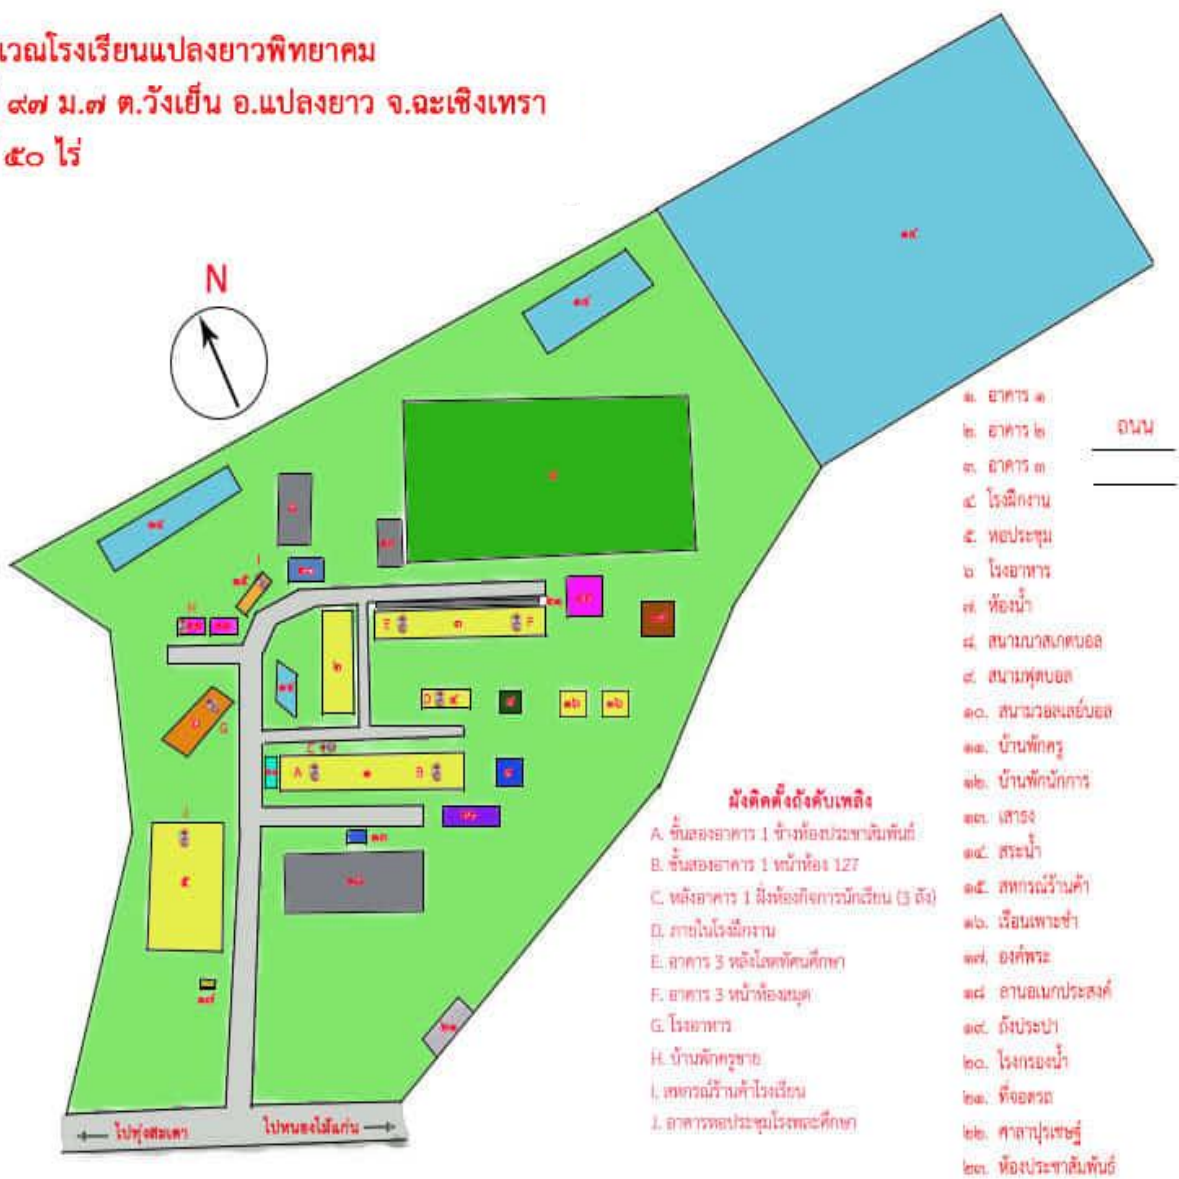 เวณโรงเรียนแปลงยาวพิทยาคม
๙๗ ม.๗ ต.วังเย็น อ.แปลงยาว จ.ฉะเชิงเทรา
๕๐ ไร่
N
๑๔
๑๔
๑๔
I
๑๕
H
E
๓
F
๒
๑๔
D
๔
๑๖
๑๖
G
C
A
๑
B
๑๓
J
๕
๑๘
๑๗
ไปทุ่งสะเดา
ไปหนองไม้แก่น
ถนน
๑. อาคาร ๑
๒. อาคาร ๒
๓. อาคาร ๓
๔. โรงฝึกงาน
๕. หอประชุม
๖ โรงอาหาร
๗. ห้องน้ำ
๘. สนามบาสเกตบอล
๙. สนามฟุตบอล
๑๐. สนามวอลเลย์บอล
๑๑. บ้านพักครู
๑๒. บ้านพักนักการ
๑๓. เสาธง
๑๔. สระน้ำ
๑๕. สหกรณ์ร้านค้า
๑๖. เรือนเพาะชำ
๑๗. องค์พระ
๑๘ ลานอเนกประสงค์
๑๙. ถังประปา
๒๐. โรงกรองน้ำ
๒๑. ที่จอดรถ
๒๒. ศาลาปุรเชษฐ์
๒๓. ห้องประชาสัมพันธ์
ผังติดตั้งถังดับเพลิง
A. ชั้นสองอาคาร 1 ข้างห้องประชาสัมพันธ์
B. ชั้นสองอาคาร 1 หน้าห้อง 127
C. หลังอาคาร 1 ฝั่งห้องกิจการนักเรียน (3 ถัง)
D. ภายในโรงฝึกงาน
E. อาคาร 3 หลังโสตทัศนศึกษา
F. อาคาร 3 หน้าห้องสมุด
G. โรงอาหาร
H. บ้านพักครูชาย
I. สหกรณ์ร้านค้าโรงเรียน
J. อาคารหอประชุมโรงพละศึกษา